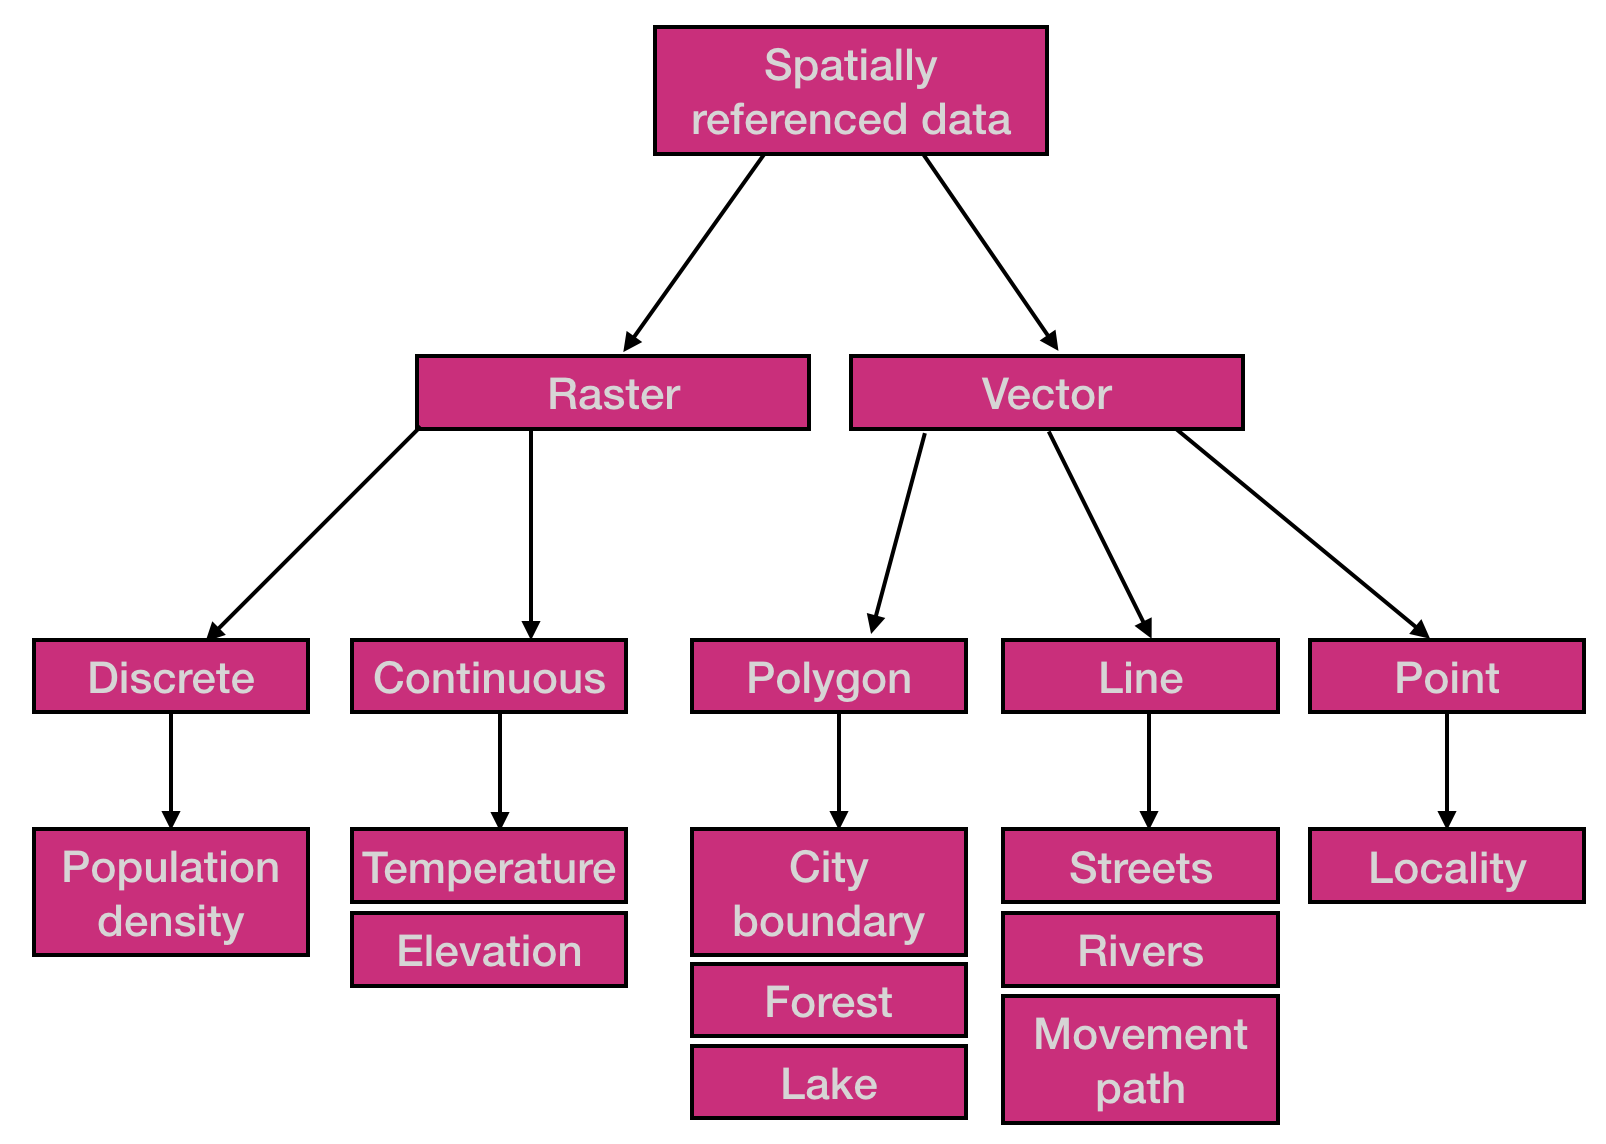 Spatially
referenced data
Raster
Vector
Discrete
Continuous
Polygon
Line
Point
Population
density
Temperature
Elevation
City
boundary
Forest
Lake
Streets
Rivers
Movement
path
Locality